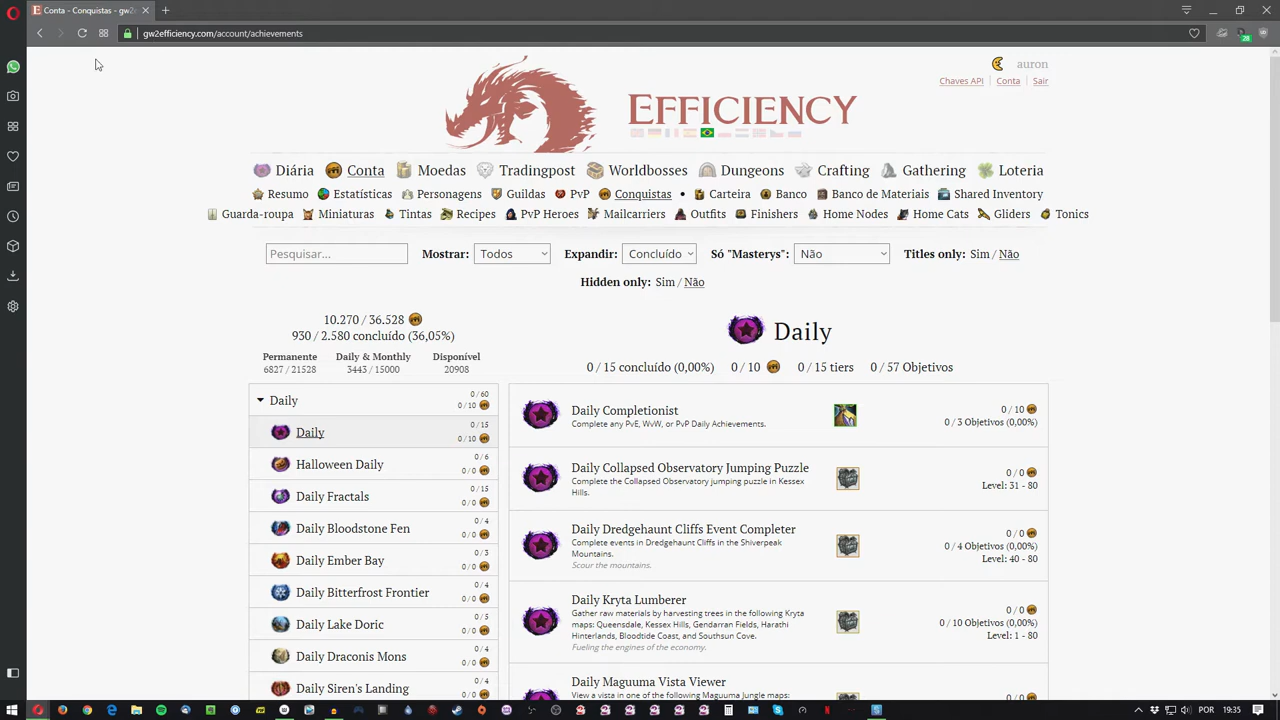 Conta - Conquistas - gw2
gw2efficiency.com/account/achievements
28
auron
Chaves API | Conta | Sair
EFFICIENCY
Diária Conta Moedas Tradingpost Worldbosses Dungeons Crafting Gathering Loteria
Resumo Estatísticas Personagens Guildas PvP Conquistas • Carteira Banco Banco de Materiais Shared Inventory
Guarda-roupa Miniaturas Tintas Recipes PvP Heroes Mailcarriers Outfits Finishers Home Nodes Home Cats Gliders Tonics
Pesquisar... Mostrar: Todos Expandir: Concluído Só "Masterys": Não Titles only: Sim / Não
Hidden only: Sim / Não
10.270 / 36.528
930 / 2.580 concluído (36,05%)
Permanente Daily & Monthly Disponível
6827 / 21528 3443 / 15000 20908
Daily 0 / 60
0 / 10
Daily 0 / 15
0 / 10
Halloween Daily 0 / 6
0 / 0
Daily Fractals 0 / 15
0 / 0
Daily Bloodstone Fen 0 / 4
0 / 0
Daily Ember Bay 0 / 3
0 / 0
Daily Bitterfrost Frontier 0 / 4
0 / 0
Daily Lake Doric 0 / 5
0 / 0
Daily Draconis Mons 0 / 4
0 / 0
Daily Siren's Landing 0 / 4
0 / 0
Daily
0 / 15 concluído (0,00%) 0 / 10 0 / 15 tiers 0 / 57 Objetivos
Daily Completionist
Complete any PvE, WvW, or PvP Daily Achievements.
0 / 10
0 / 3 Objetivos (0,00%)
Daily Collapsed Observatory Jumping Puzzle
Complete the Collapsed Observatory jumping puzzle in Kessex
Hills.
0 / 0
Level: 31 - 80
Daily Dredgehaunt Cliffs Event Completer
Complete events in Dredgehaunt Cliffs in the Shiverpeak
Mountains.
Scour the mountains.
0 / 0
0 / 4 Objetivos (0,00%)
Level: 40 - 80
Daily Kryta Lumberer
Gather raw materials by harvesting trees in the following Kryta
maps: Queensdale, Kessex Hills, Gendarran Fields, Harathi
Hinterlands, Bloodtide Coast, and Southsun Cove.
Fueling the engines of the economy.
0 / 0
0 / 10 Objetivos (0,00%)
Level: 1 - 80
Daily Maguuma Vista Viewer
View a vista in one of the following Maguuma Jungle maps:
0 / 0
POR 19:35